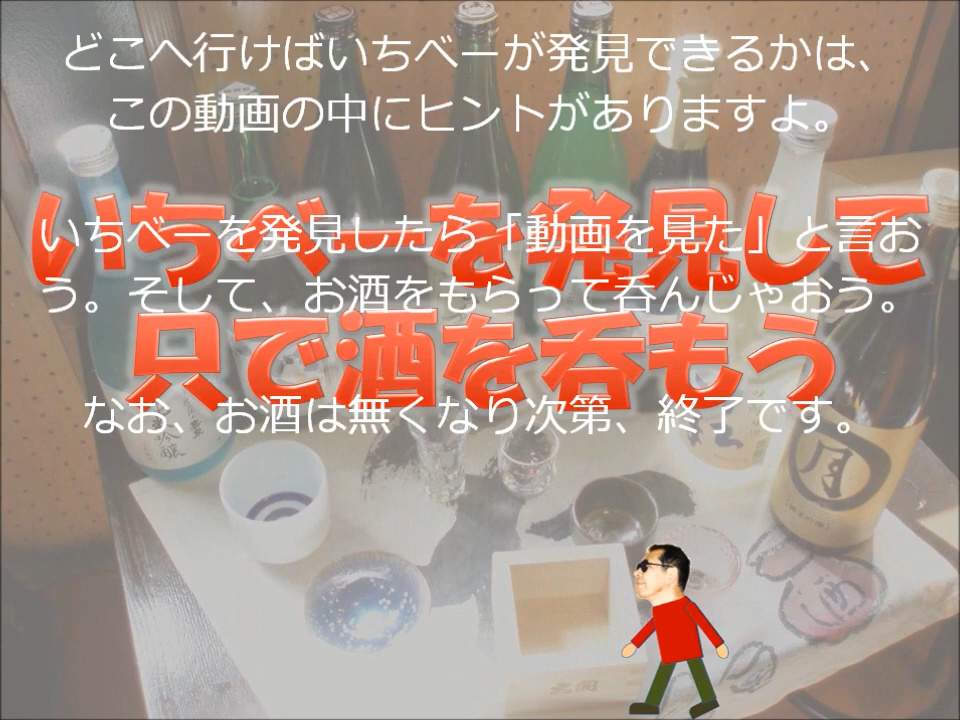 どこへ行けばいちべーが発見できるかは、
この動画の中にヒントがありますよ。
いちべーを発見して
いちべーを発見したら「動画を見た」と言お
う。そして、お酒をもらって呑んじゃおう。
只で酒を呑もう
なお、お酒は無くなり次第、終了です。
月